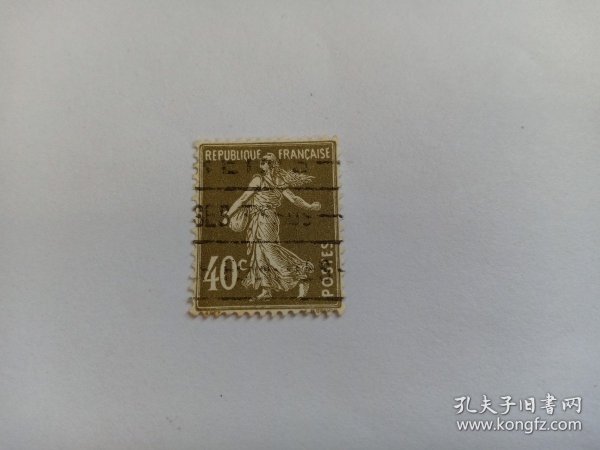 REPUBLIQUE FRANÇAISE
40c
POSTES
孔夫子旧书网
www.kongfz.com